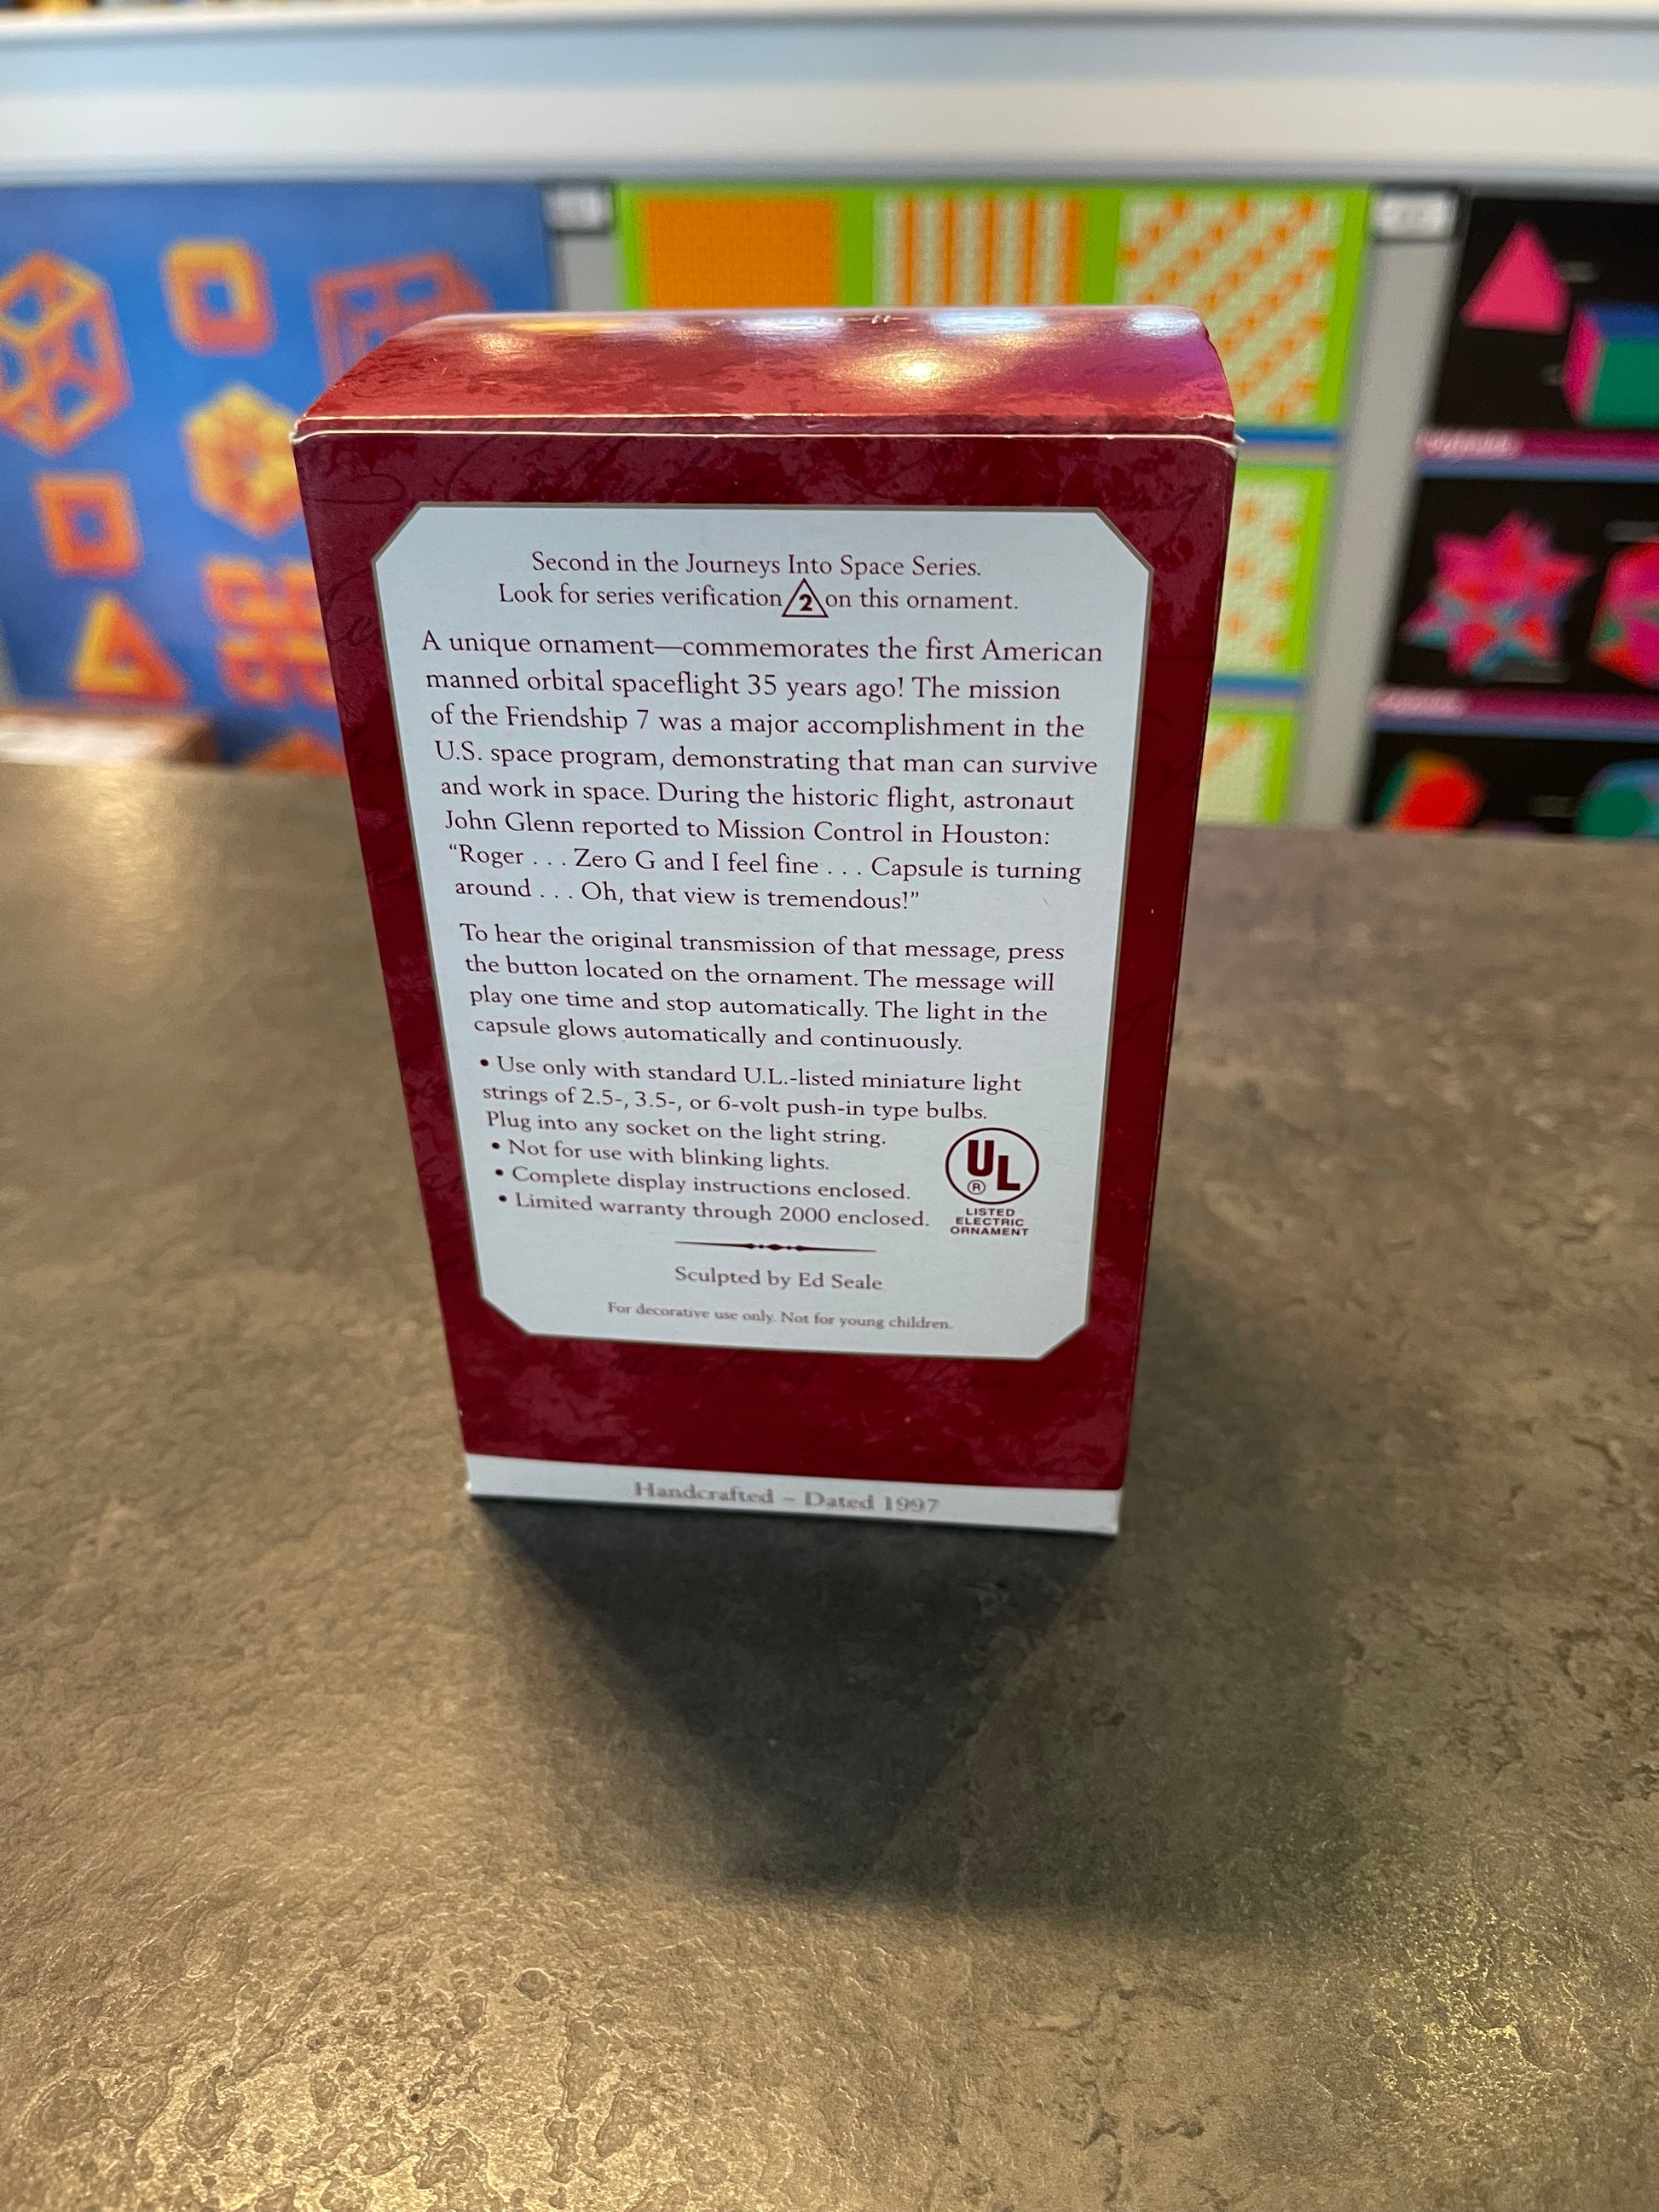 Second in the Journeys Into Space Series.
Look for series verification 2 on this ornament.
A unique ornament—commemorates the first American
manned orbital spaceflight 35 years ago! The mission
of the Friendship 7 was a major accomplishment in the
U.S. space program, demonstrating that man can survive
and work in space. During the historic flight, astronaut
John Glenn reported to Mission Control in Houston:
“Roger . . . Zero G and I feel fine . . . Capsule is turning
around . . . Oh, that view is tremendous!”
To hear the original transmission of that message, press
the button located on the ornament. The message will
play one time and stop automatically. The light in the
capsule glows automatically and continuously.
• Use only with standard U.L.-listed miniature light
strings of 2.5-, 3.5-, or 6-volt push-in type bulbs.
Plug into any socket on the light string.
• Not for use with blinking lights.
• Complete display instructions enclosed.
• Limited warranty through 2000 enclosed.
UL
®
LISTED
ELECTRIC
ORNAMENT
Sculpted by Ed Seale
For decorative use only. Not for young children.
Handcrafted – Dated 1997